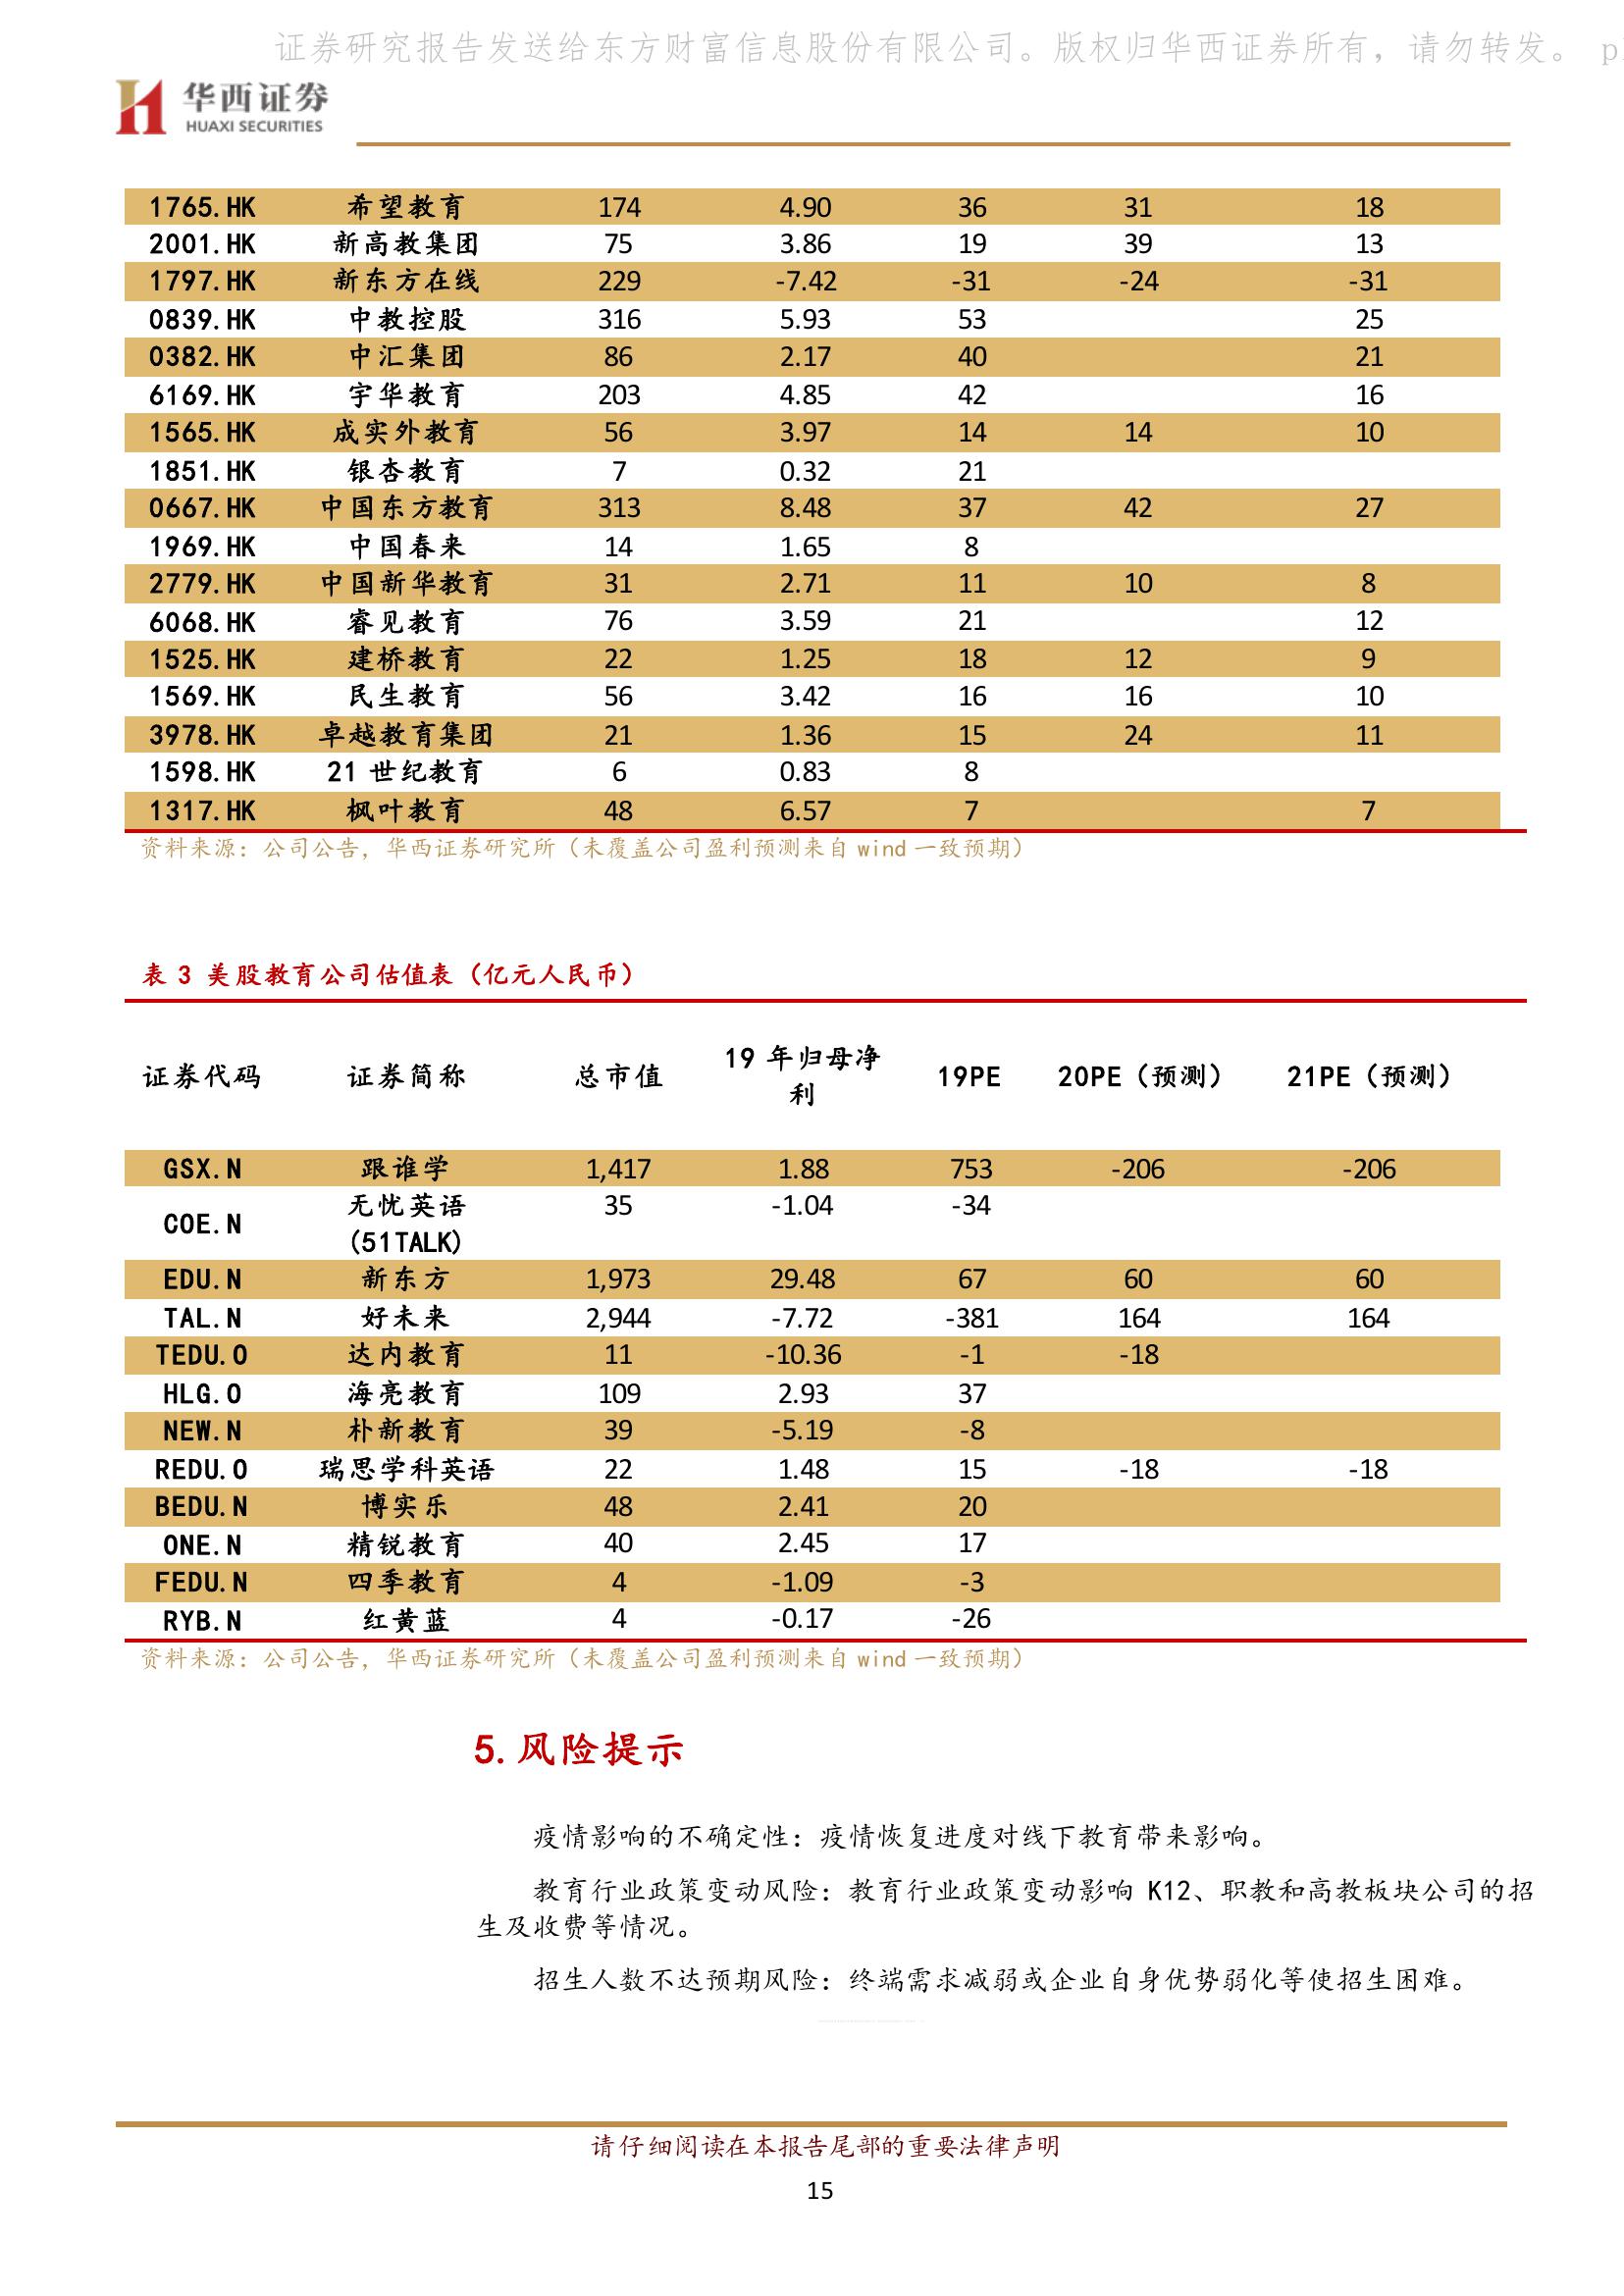 证券研究报告发送给东方财富信息股份有限公司。版权归华西证券所有，请勿转发。 p
华西证券
HUAXI SECURITIES
1765.HK 希望教育 174 4.90 36 31 18
2001.HK 新高教集团 75 3.86 19 39 13
1797.HK 新东方在线 229 -7.42 -31 -24 -31
0839.HK 中教控股 316 5.93 53 25
0382.HK 中汇集团 86 2.17 40 21
6169.HK 宇华教育 203 4.85 42 16
1565.HK 成实外教育 56 3.97 14 14 10
1851.HK 银杏教育 7 0.32 21
0667.HK 中国东方教育 313 8.48 37 42 27
1969.HK 中国春来 14 1.65 8
2779.HK 中国新华教育 31 2.71 11 10 8
6068.HK 睿见教育 76 3.59 21 12
1525.HK 建桥教育 22 1.25 18 12 9
1569.HK 民生教育 56 3.42 16 16 10
3978.HK 卓越教育集团 21 1.36 15 24 11
1598.HK 21 世纪教育 6 0.83 8
1317.HK 枫叶教育 48 6.57 7 7
资料来源：公司公告，华西证券研究所（未覆盖公司盈利预测来自 wind 一致预期）
表 3 美股教育公司估值表（亿元人民币）
证券代码 证券简称 总市值 19 年归母净利 19PE 20PE（预测） 21PE（预测）
GSX.N 跟谁学 1,417 1.88 753 -206 -206
COE.N 无忧英语(51TALK) 35 -1.04 -34
EDU.N 新东方 1,973 29.48 67 60 60
TAL.N 好未来 2,944 -7.72 -381 164 164
TEDU.O 达内教育 11 -10.36 -1 -18
HLG.O 海亮教育 109 2.93 37
NEW.N 朴新教育 39 -5.19 -8
REDU.O 瑞思学科英语 22 1.48 15 -18 -18
BEDU.N 博实乐 48 2.41 20
ONE.N 精锐教育 40 2.45 17
FEDU.N 四季教育 4 -1.09 -3
RYB.N 红黄蓝 4 -0.17 -26
资料来源：公司公告，华西证券研究所（未覆盖公司盈利预测来自 wind 一致预期）
5.风险提示
疫情影响的不确定性：疫情恢复进度对线下教育带来影响。
教育行业政策变动风险：教育行业政策变动影响 K12、职教和高教板块公司的招
生及收费等情况。
招生人数不达预期风险：终端需求减弱或企业自身优势弱化等使招生困难。
请仔细阅读在本报告尾部的重要法律声明
15